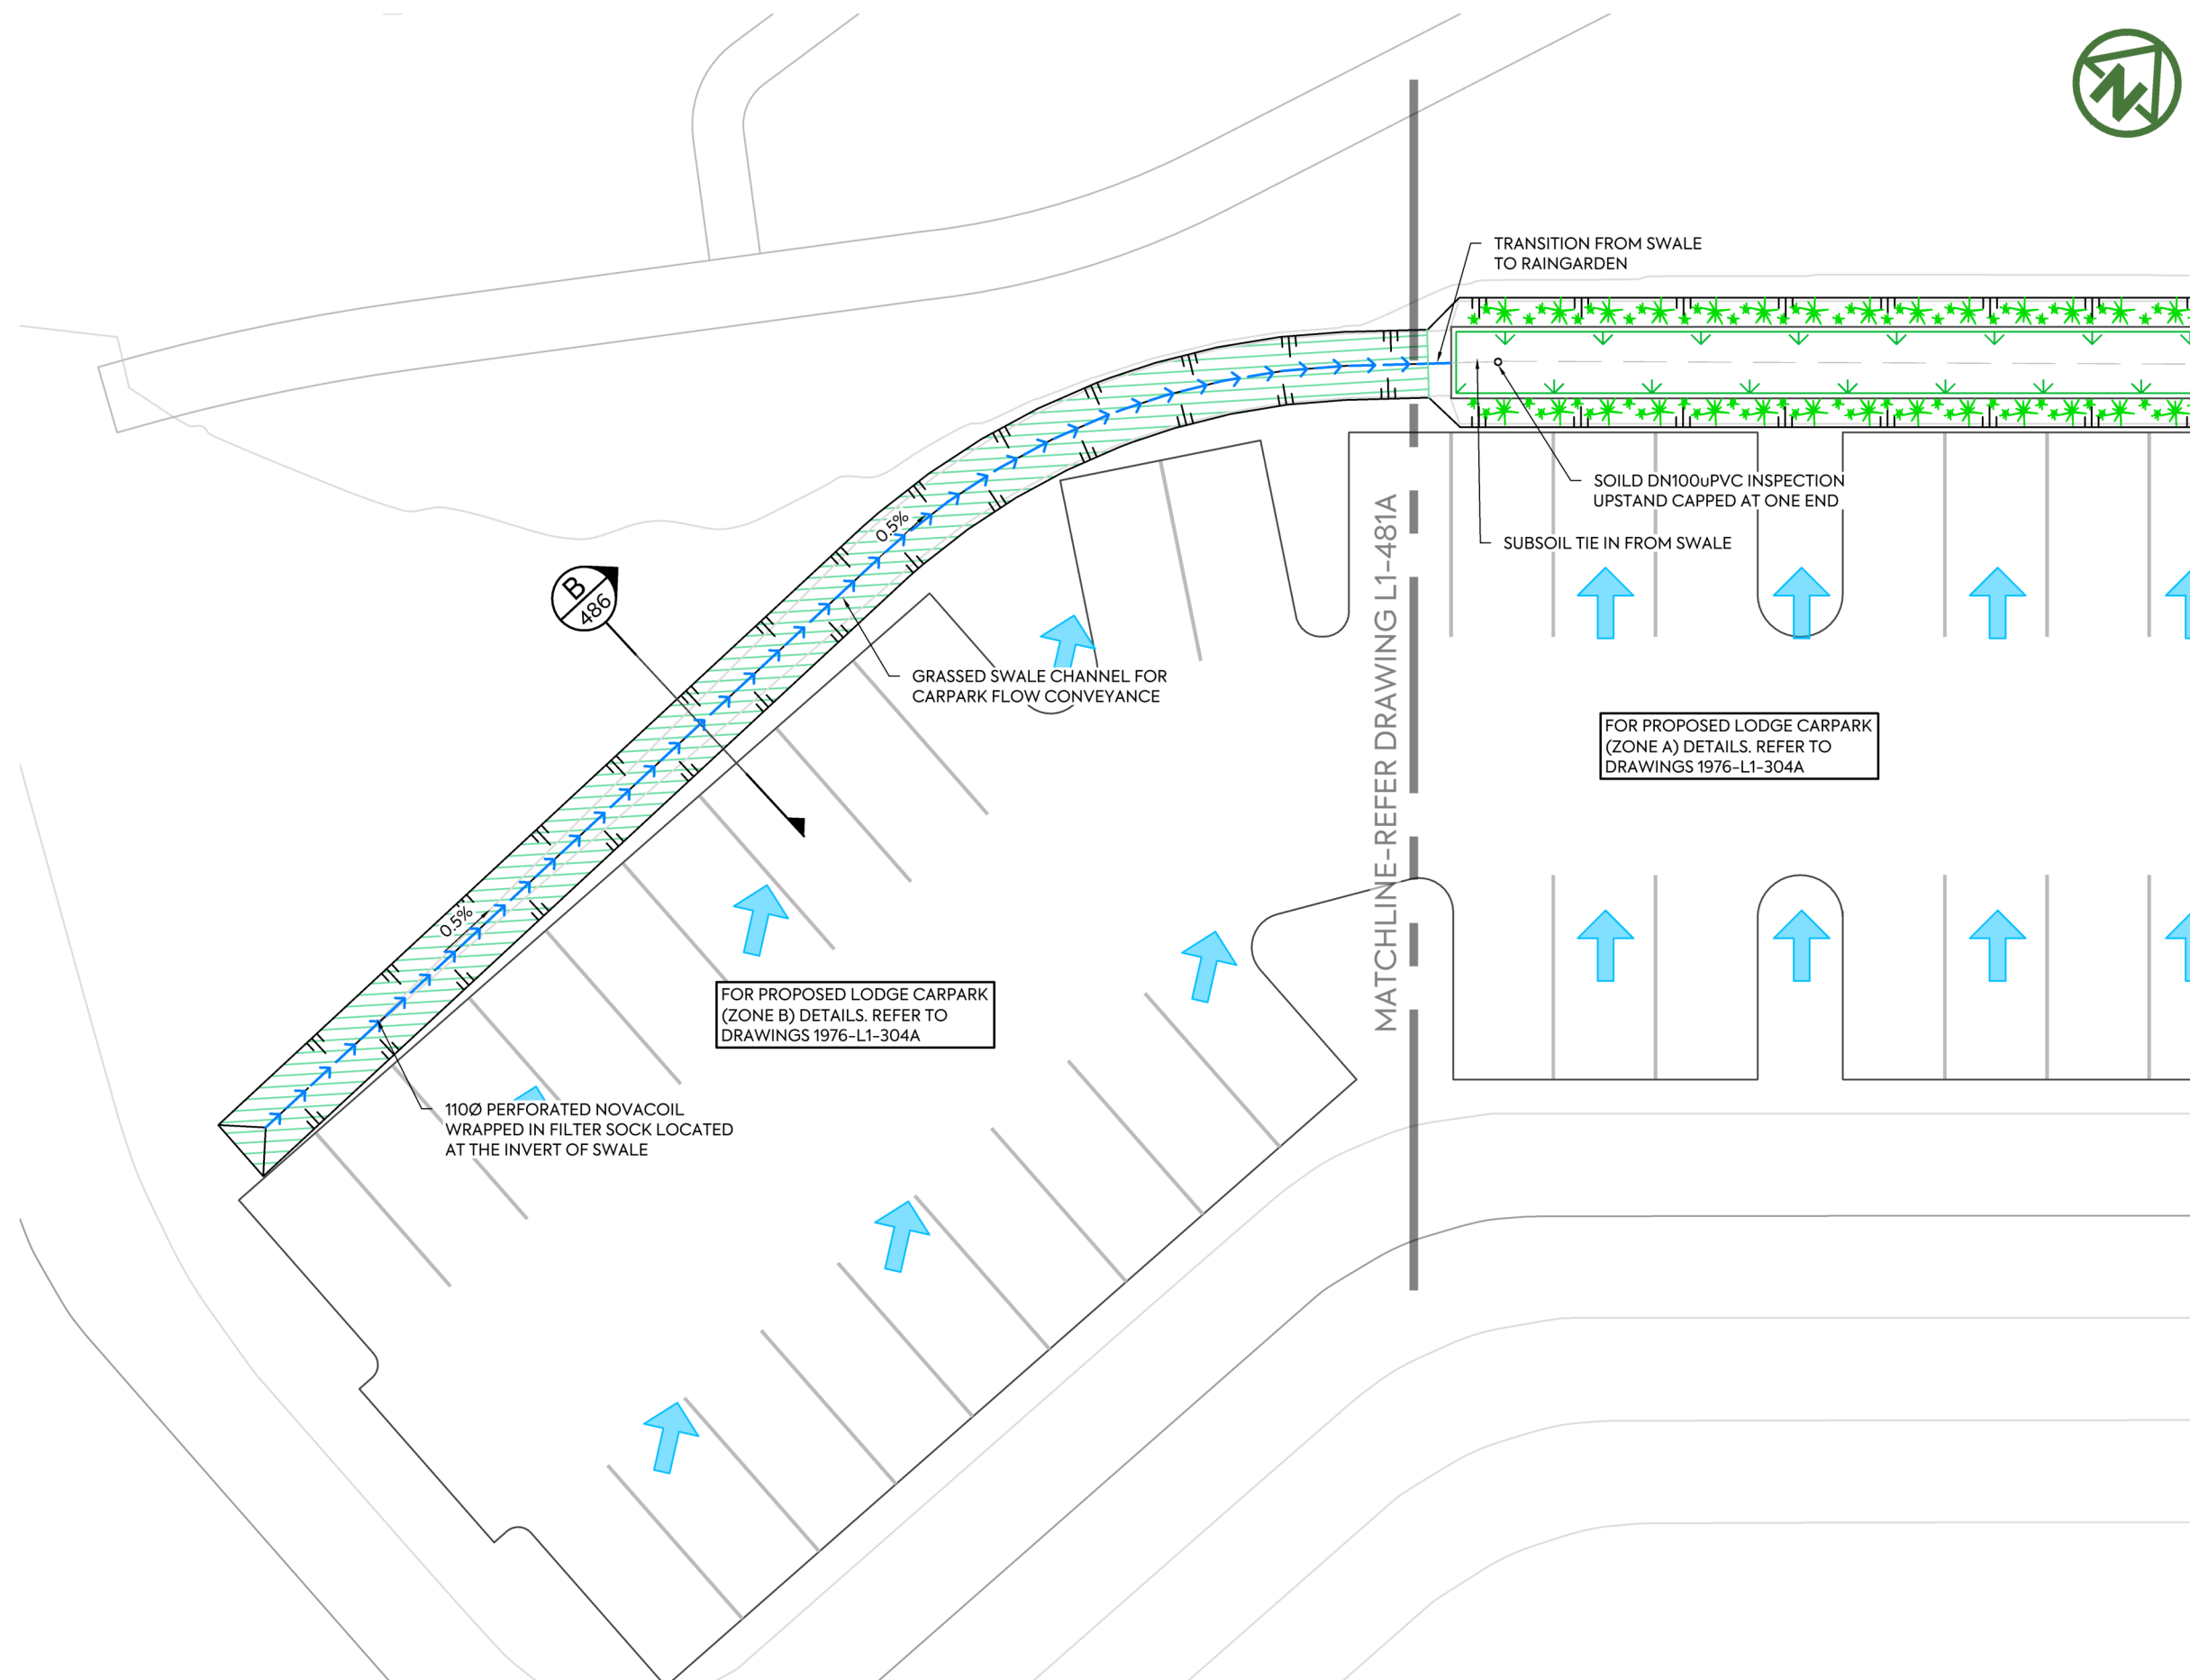 N
TRANSITION FROM SWALE
TO RAINGARDEN
SOILD DN100uPVC INSPECTION
UPSTAND CAPPED AT ONE END
SUBSOIL TIE IN FROM SWALE
0.5%
B
486
GRASSED SWALE CHANNEL FOR
CARPARK FLOW CONVEYANCE
MATCHLINE-REFER DRAWING L1-481A
FOR PROPOSED LODGE CARPARK
(ZONE A) DETAILS. REFER TO
DRAWINGS 1976-L1-304A
0.5%
FOR PROPOSED LODGE CARPARK
(ZONE B) DETAILS. REFER TO
DRAWINGS 1976-L1-304A
110Ø PERFORATED NOVACOIL
WRAPPED IN FILTER SOCK LOCATED
AT THE INVERT OF SWALE